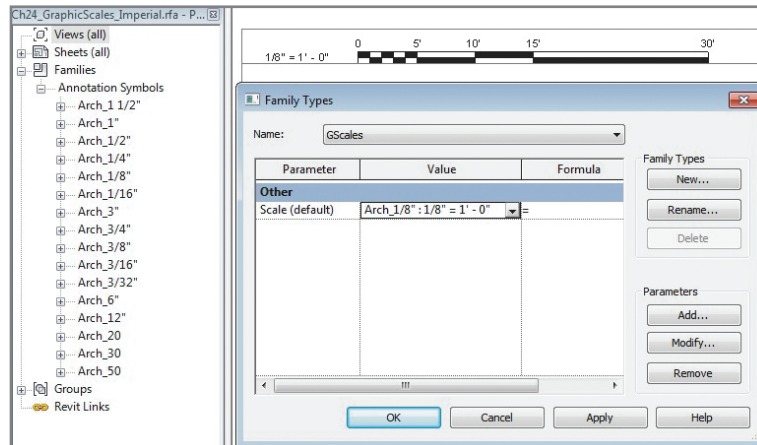 Ch24_GraphicScales_Imperial.rfa - P...
Views (all)
Sheets (all)
Families
Annotation Symbols
Arch_1 1/2"
Arch_1"
Arch_1/2"
Arch_1/4"
Arch_1/8"
Arch_1/16"
Arch_3"
Arch_3/4"
Arch_3/8"
Arch_3/16"
Arch_3/32"
Arch_6"
Arch_12"
Arch_20
Arch_30
Arch_50
Groups
Revit Links
0 5' 10' 15' 30'
1/8" = 1' - 0"
Family Types
Name: GScales
Parameter Value Formula
Other
Scale (default) Arch_1/8" : 1/8" = 1' - 0" =
Family Types
New...
Rename...
Delete
Parameters
Add...
Modify...
Remove
OK Cancel Apply Help